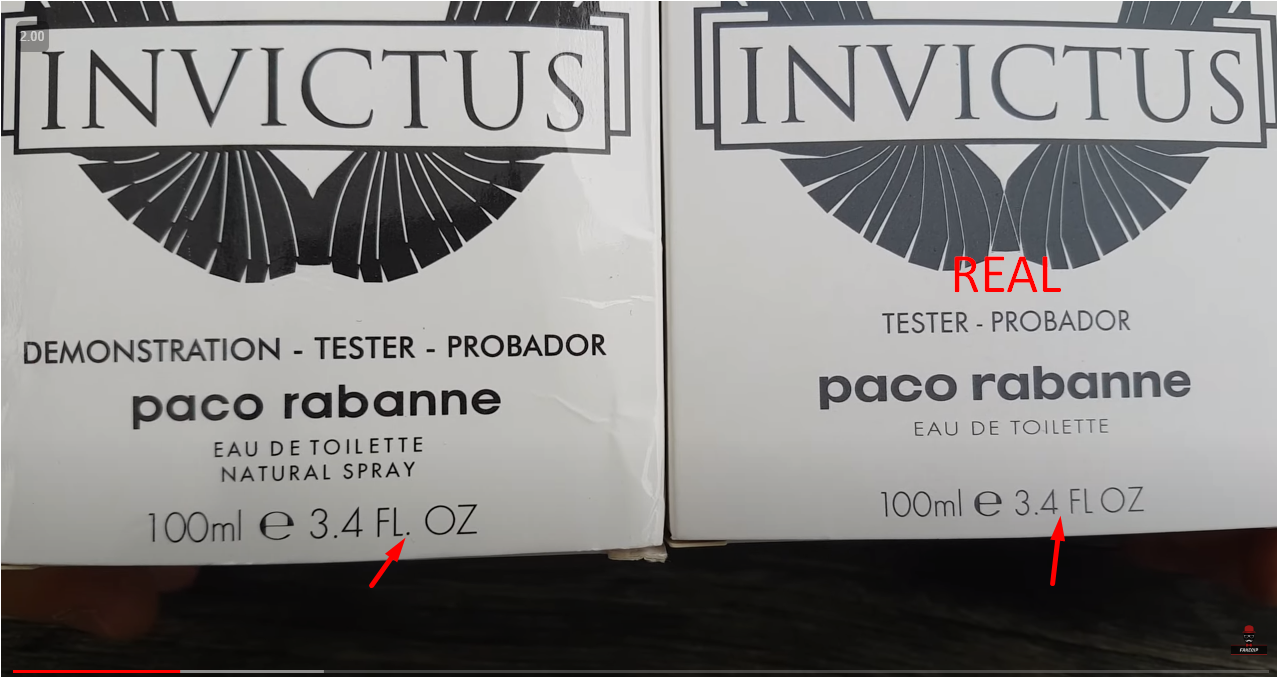 2.00
INVICTUS
DEMONSTRATION - TESTER - PROBADOR
paco rabanne
EAU DE TOILETTE
NATURAL SPRAY
100ml ℮ 3.4 FL. OZ
INVICTUS
REAL
TESTER - PROBADOR
paco rabanne
EAU DE TOILETTE
100ml ℮ 3.4 FL OZ